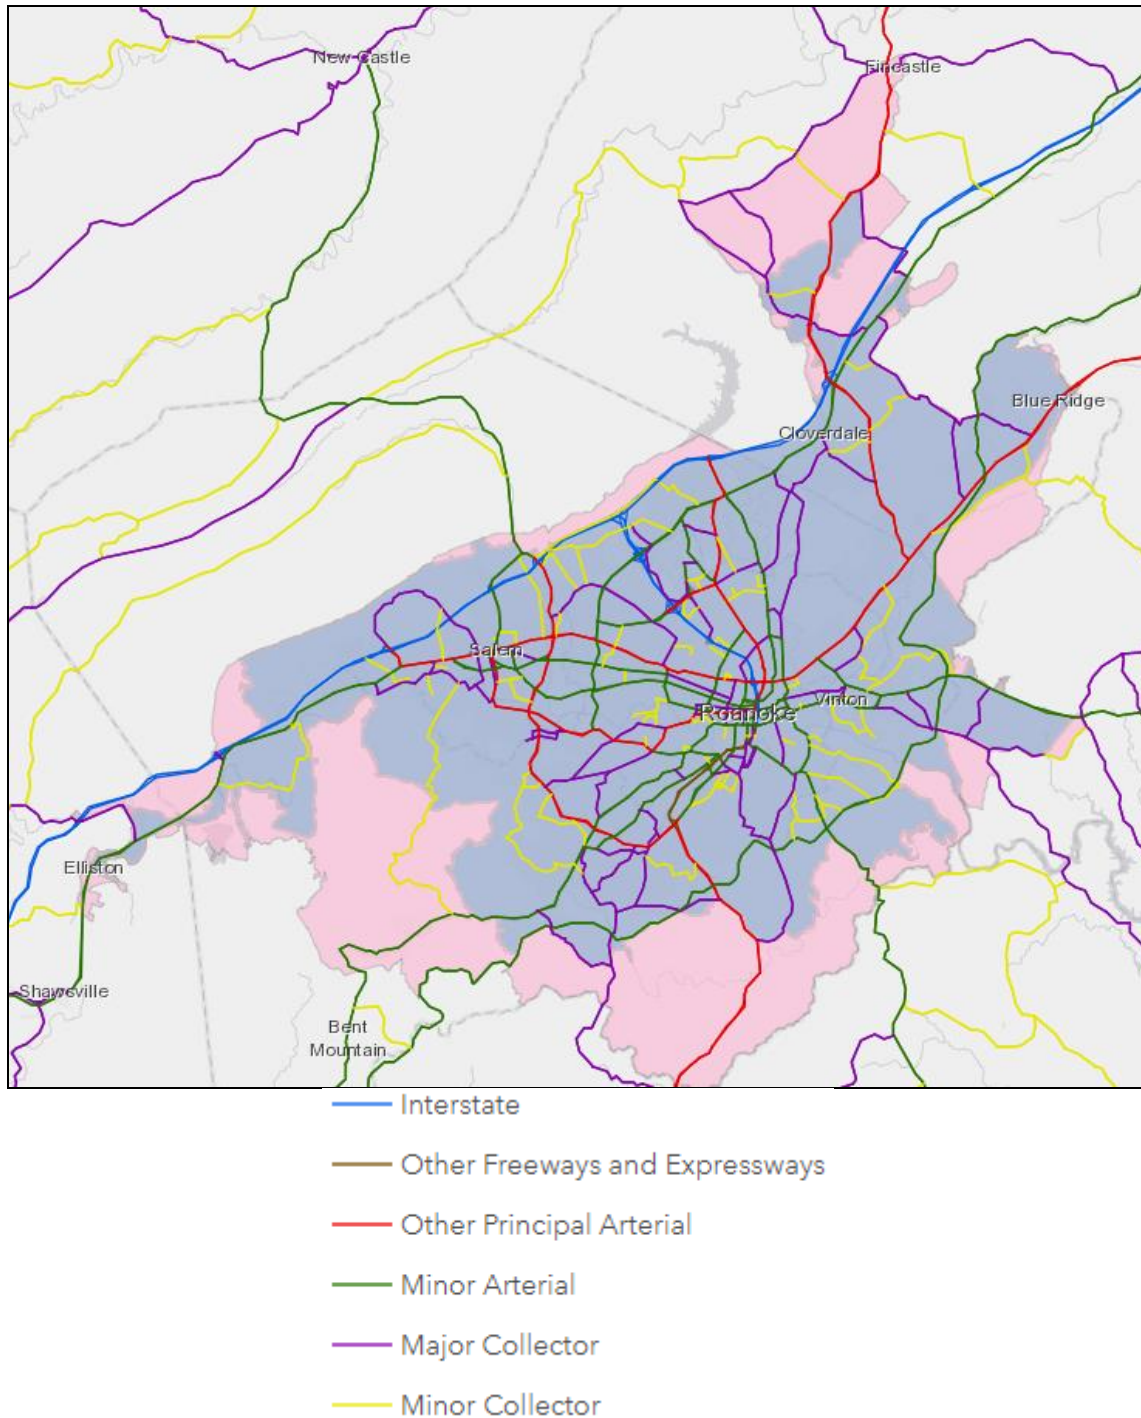 New Castle
Fincastle
Blue Ridge
Cloverdale
Salem
Vinton
Roanoke
Elliston
Shawsville
Bent
Mountain
Interstate
Other Freeways and Expressways
Other Principal Arterial
Minor Arterial
Major Collector
Minor Collector